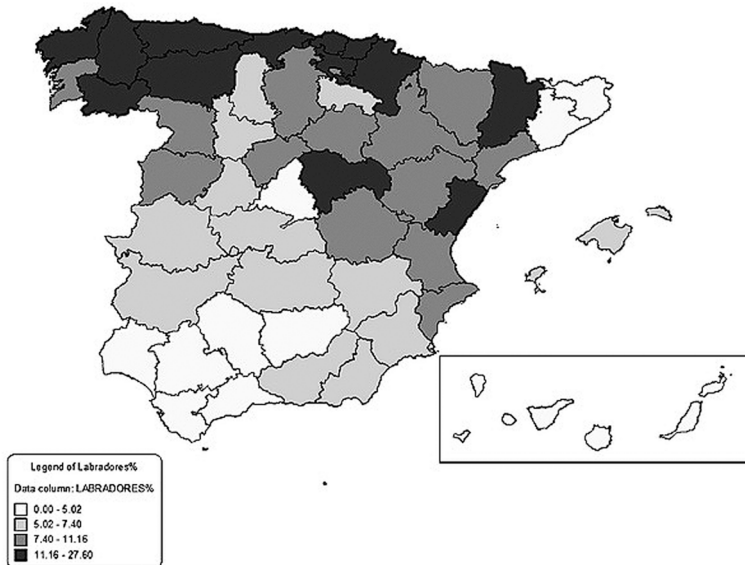 Legend of Labradores%
Data column: LABRADORES%
0.00 - 5.02
5.02 - 7.40
7.40 - 11.16
11.16 - 27.60